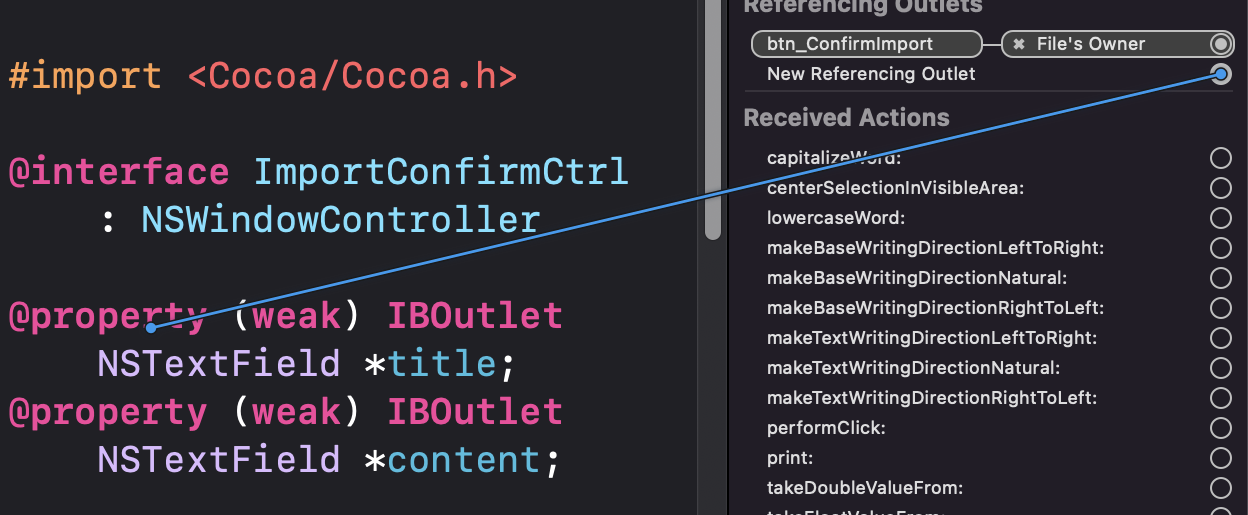 #import <Cocoa/Cocoa.h>
@interface ImportConfirmCtrl
: NSWindowController
@property (weak) IBOutlet
NSTextField *title;
@property (weak) IBOutlet
NSTextField *content;
Referencing Outlets
btn_ConfirmImport ✖ File's Owner
New Referencing Outlet
Received Actions
capitalizeWord:
centerSelectionInVisibleArea:
lowercaseWord:
makeBaseWritingDirectionLeftToRight:
makeBaseWritingDirectionNatural:
makeBaseWritingDirectionRightToLeft:
makeTextWritingDirectionLeftToRight:
makeTextWritingDirectionNatural:
makeTextWritingDirectionRightToLeft:
performClick:
print:
takeDoubleValueFrom:
takeFloatValueFrom: